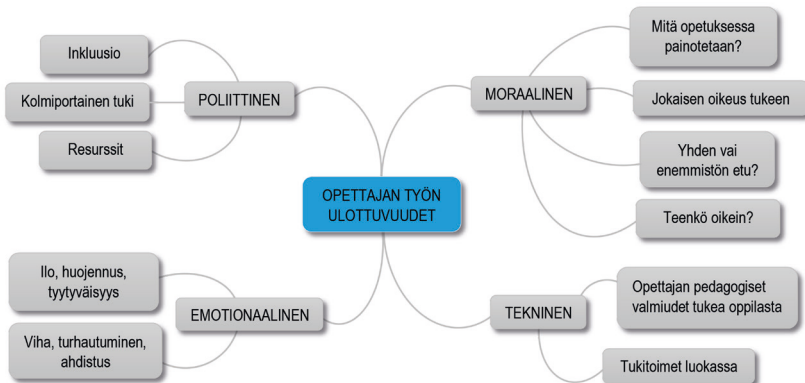 Inkluusio
Kolmiportainen tuki
Resurssit
POLIITTINEN
Mitä opetuksessa
painotetaan?
Jokaisen oikeus tukeen
Yhden vai
enemmistön etu?
Teenkö oikein?
MORAALINEN
OPETTAJAN TYÖN
ULOTTUVUUDET
Ilo, huojennus,
tyytyväisyys
Viha, turhautuminen,
ahdistus
EMOTIONAALINEN
TEKNINEN
Opettajan pedagogiset
valmiudet tukea oppilasta
Tukitoimet luokassa